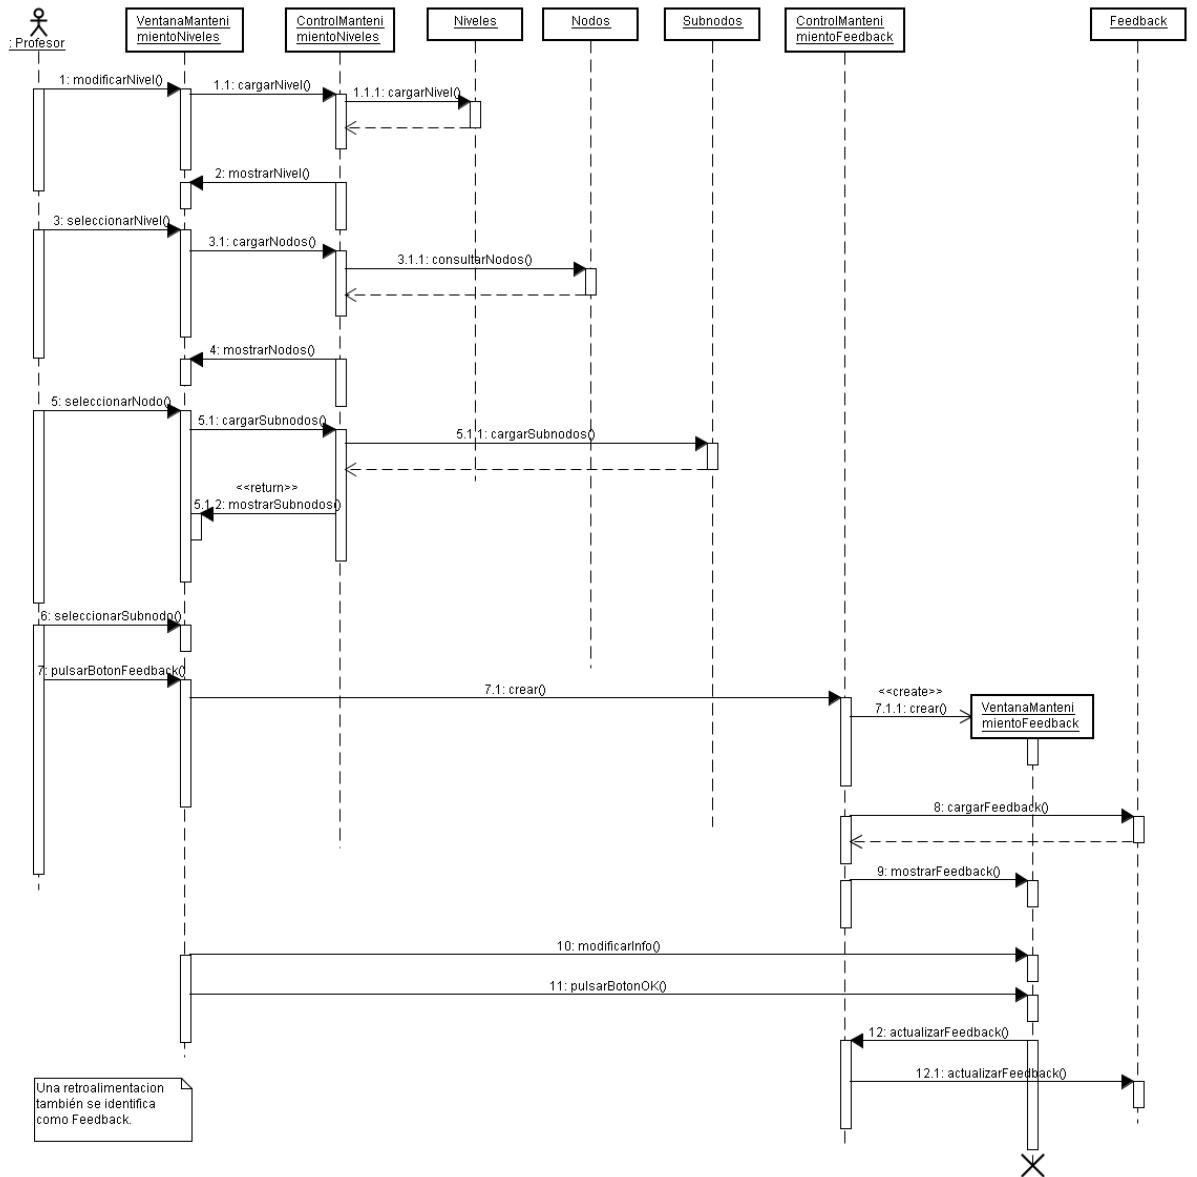 : Profesor
VentanaManteni
mientoNiveles
ControlManteni
mientoNiveles
Niveles
Nodos
Subnodos
ControlManteni
mientoFeedback
Feedback
1: modificarNivel()
1.1: cargarNivel()
1.1.1: cargarNivel()
2: mostrarNivel()
3: seleccionarNivel()
3.1: cargarNodos()
3.1.1: consultarNodos()
4: mostrarNodos()
5: seleccionarNodo()
5.1: cargarSubnodos()
5.1.1: cargarSubnodos()
<<return>>
5.1.2: mostrarSubnodos()
6: seleccionarSubnodo()
7: pulsarBotonFeedback()
7.1: crear()
<<create>>
7.1.1: crear()
VentanaManteni
mientoFeedback
8: cargarFeedback()
9: mostrarFeedback()
10: modificarInfo()
11: pulsarBotonOK()
12: actualizarFeedback()
12.1: actualizarFeedback()
Una retroalimentacion
también se identifica
como Feedback.